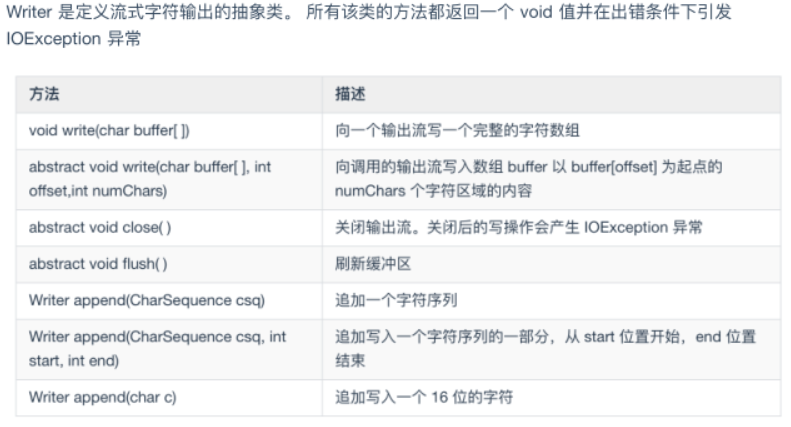 Writer 是定义流式字符输出的抽象类。 所有该类的方法都返回一个 void 值并在出错条件下引发
IOException 异常
方法 描述
void write(char buffer[ ]) 向一个输出流写一个完整的字符数组
abstract void write(char buffer[ ], int
offset,int numChars)
向调用的输出流写入数组 buffer 以 buffer[offset] 为起点的
numChars 个字符区域的内容
abstract void close( ) 关闭输出流。关闭后的写操作会产生 IOException 异常
abstract void flush( ) 刷新缓冲区
Writer append(CharSequence csq) 追加一个字符序列
Writer append(CharSequence csq, int
start, int end)
追加写入一个字符序列的一部分，从 start 位置开始，end 位置
结束
Writer append(char c) 追加写入一个 16 位的字符